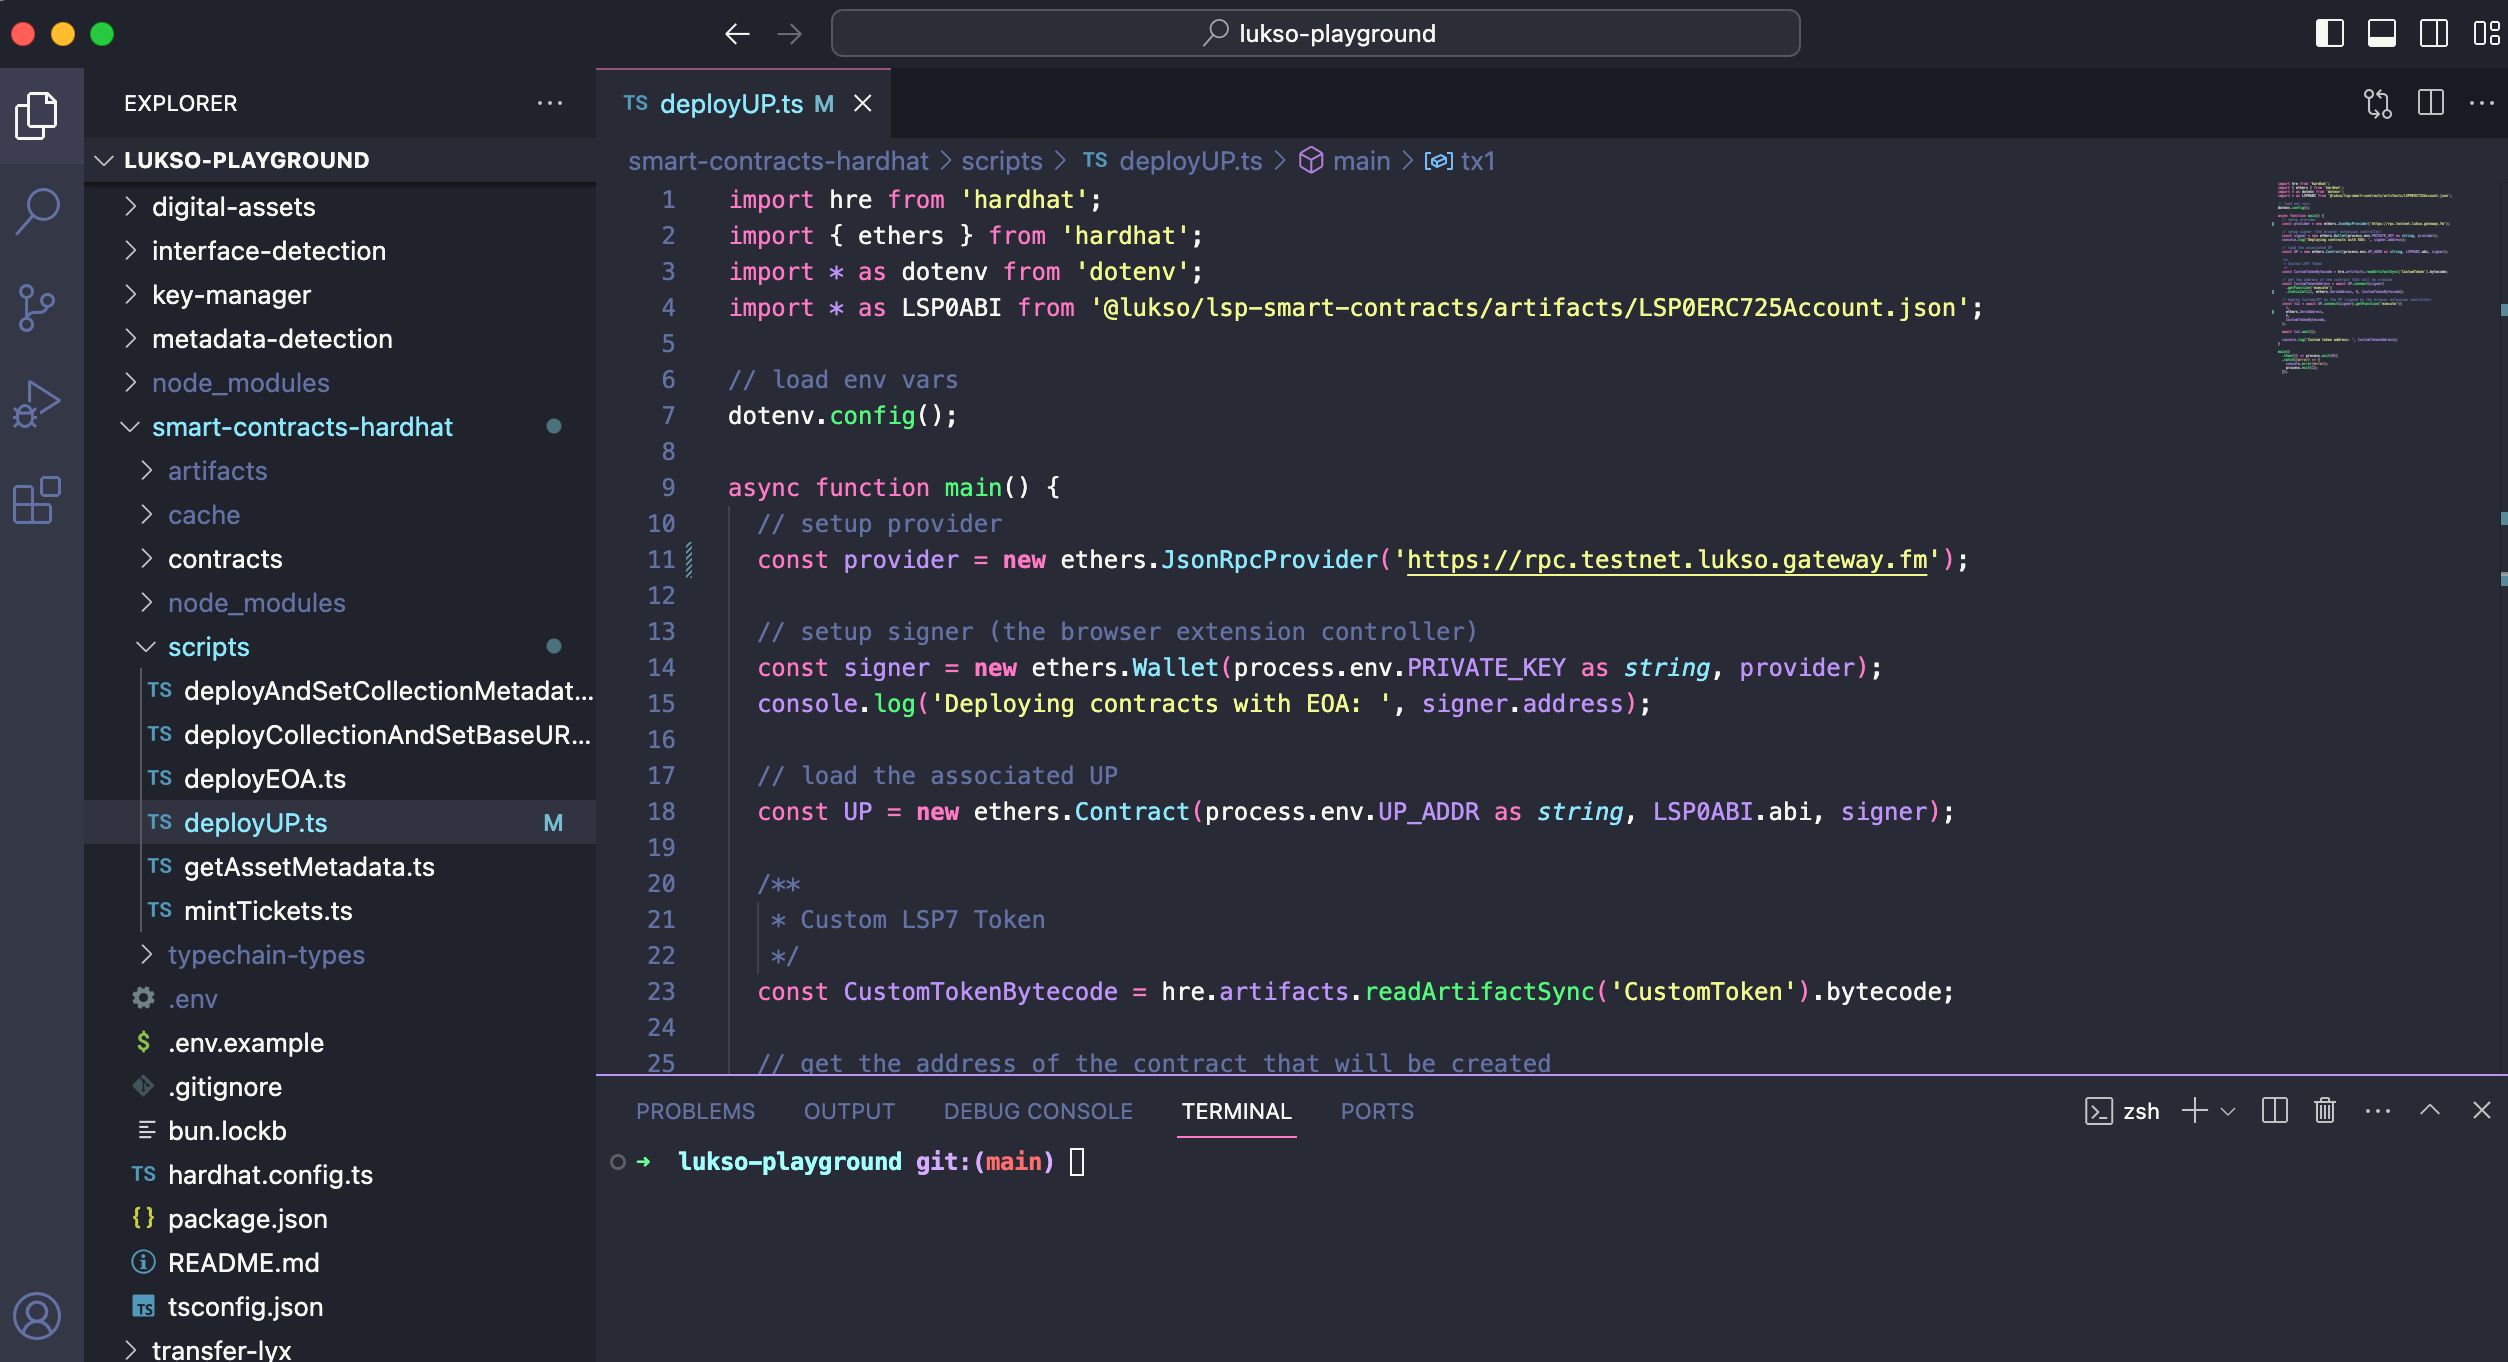 lukso-playground
EXPLORER
LUKSO-PLAYGROUND
digital-assets
interface-detection
key-manager
metadata-detection
node_modules
smart-contracts-hardhat
artifacts
cache
contracts
node_modules
scripts
TS deployAndSetCollectionMetadat...
TS deployCollectionAndSetBaseUR...
TS deployEOA.ts
TS deployUP.ts M
TS getAssetMetadata.ts
TS mintTickets.ts
typechain-types
.env
$ .env.example
.gitignore
bun.lockb
TS hardhat.config.ts
{} package.json
README.md
TS tsconfig.json
transfer-lyx
TS deployUP.ts M
smart-contracts-hardhat > scripts > TS deployUP.ts > main > tx1
1 import hre from 'hardhat';
2 import { ethers } from 'hardhat';
3 import * as dotenv from 'dotenv';
4 import * as LSP0ABI from '@lukso/lsp-smart-contracts/artifacts/LSP0ERC725Account.json';
5
6 // load env vars
7 dotenv.config();
8
9 async function main() {
10 // setup provider
11 const provider = new ethers.JsonRpcProvider('https://rpc.testnet.lukso.gateway.fm');
12
13 // setup signer (the browser extension controller)
14 const signer = new ethers.Wallet(process.env.PRIVATE_KEY as string, provider);
15 console.log('Deploying contracts with EOA: ', signer.address);
16
17 // load the associated UP
18 const UP = new ethers.Contract(process.env.UP_ADDR as string, LSP0ABI.abi, signer);
19
20 /**
21 * Custom LSP7 Token
22 */
23 const CustomTokenBytecode = hre.artifacts.readArtifactSync('CustomToken').bytecode;
24
25 // get the address of the contract that will be created
PROBLEMS OUTPUT DEBUG CONSOLE TERMINAL PORTS
zsh
➜ lukso-playground git:(main)